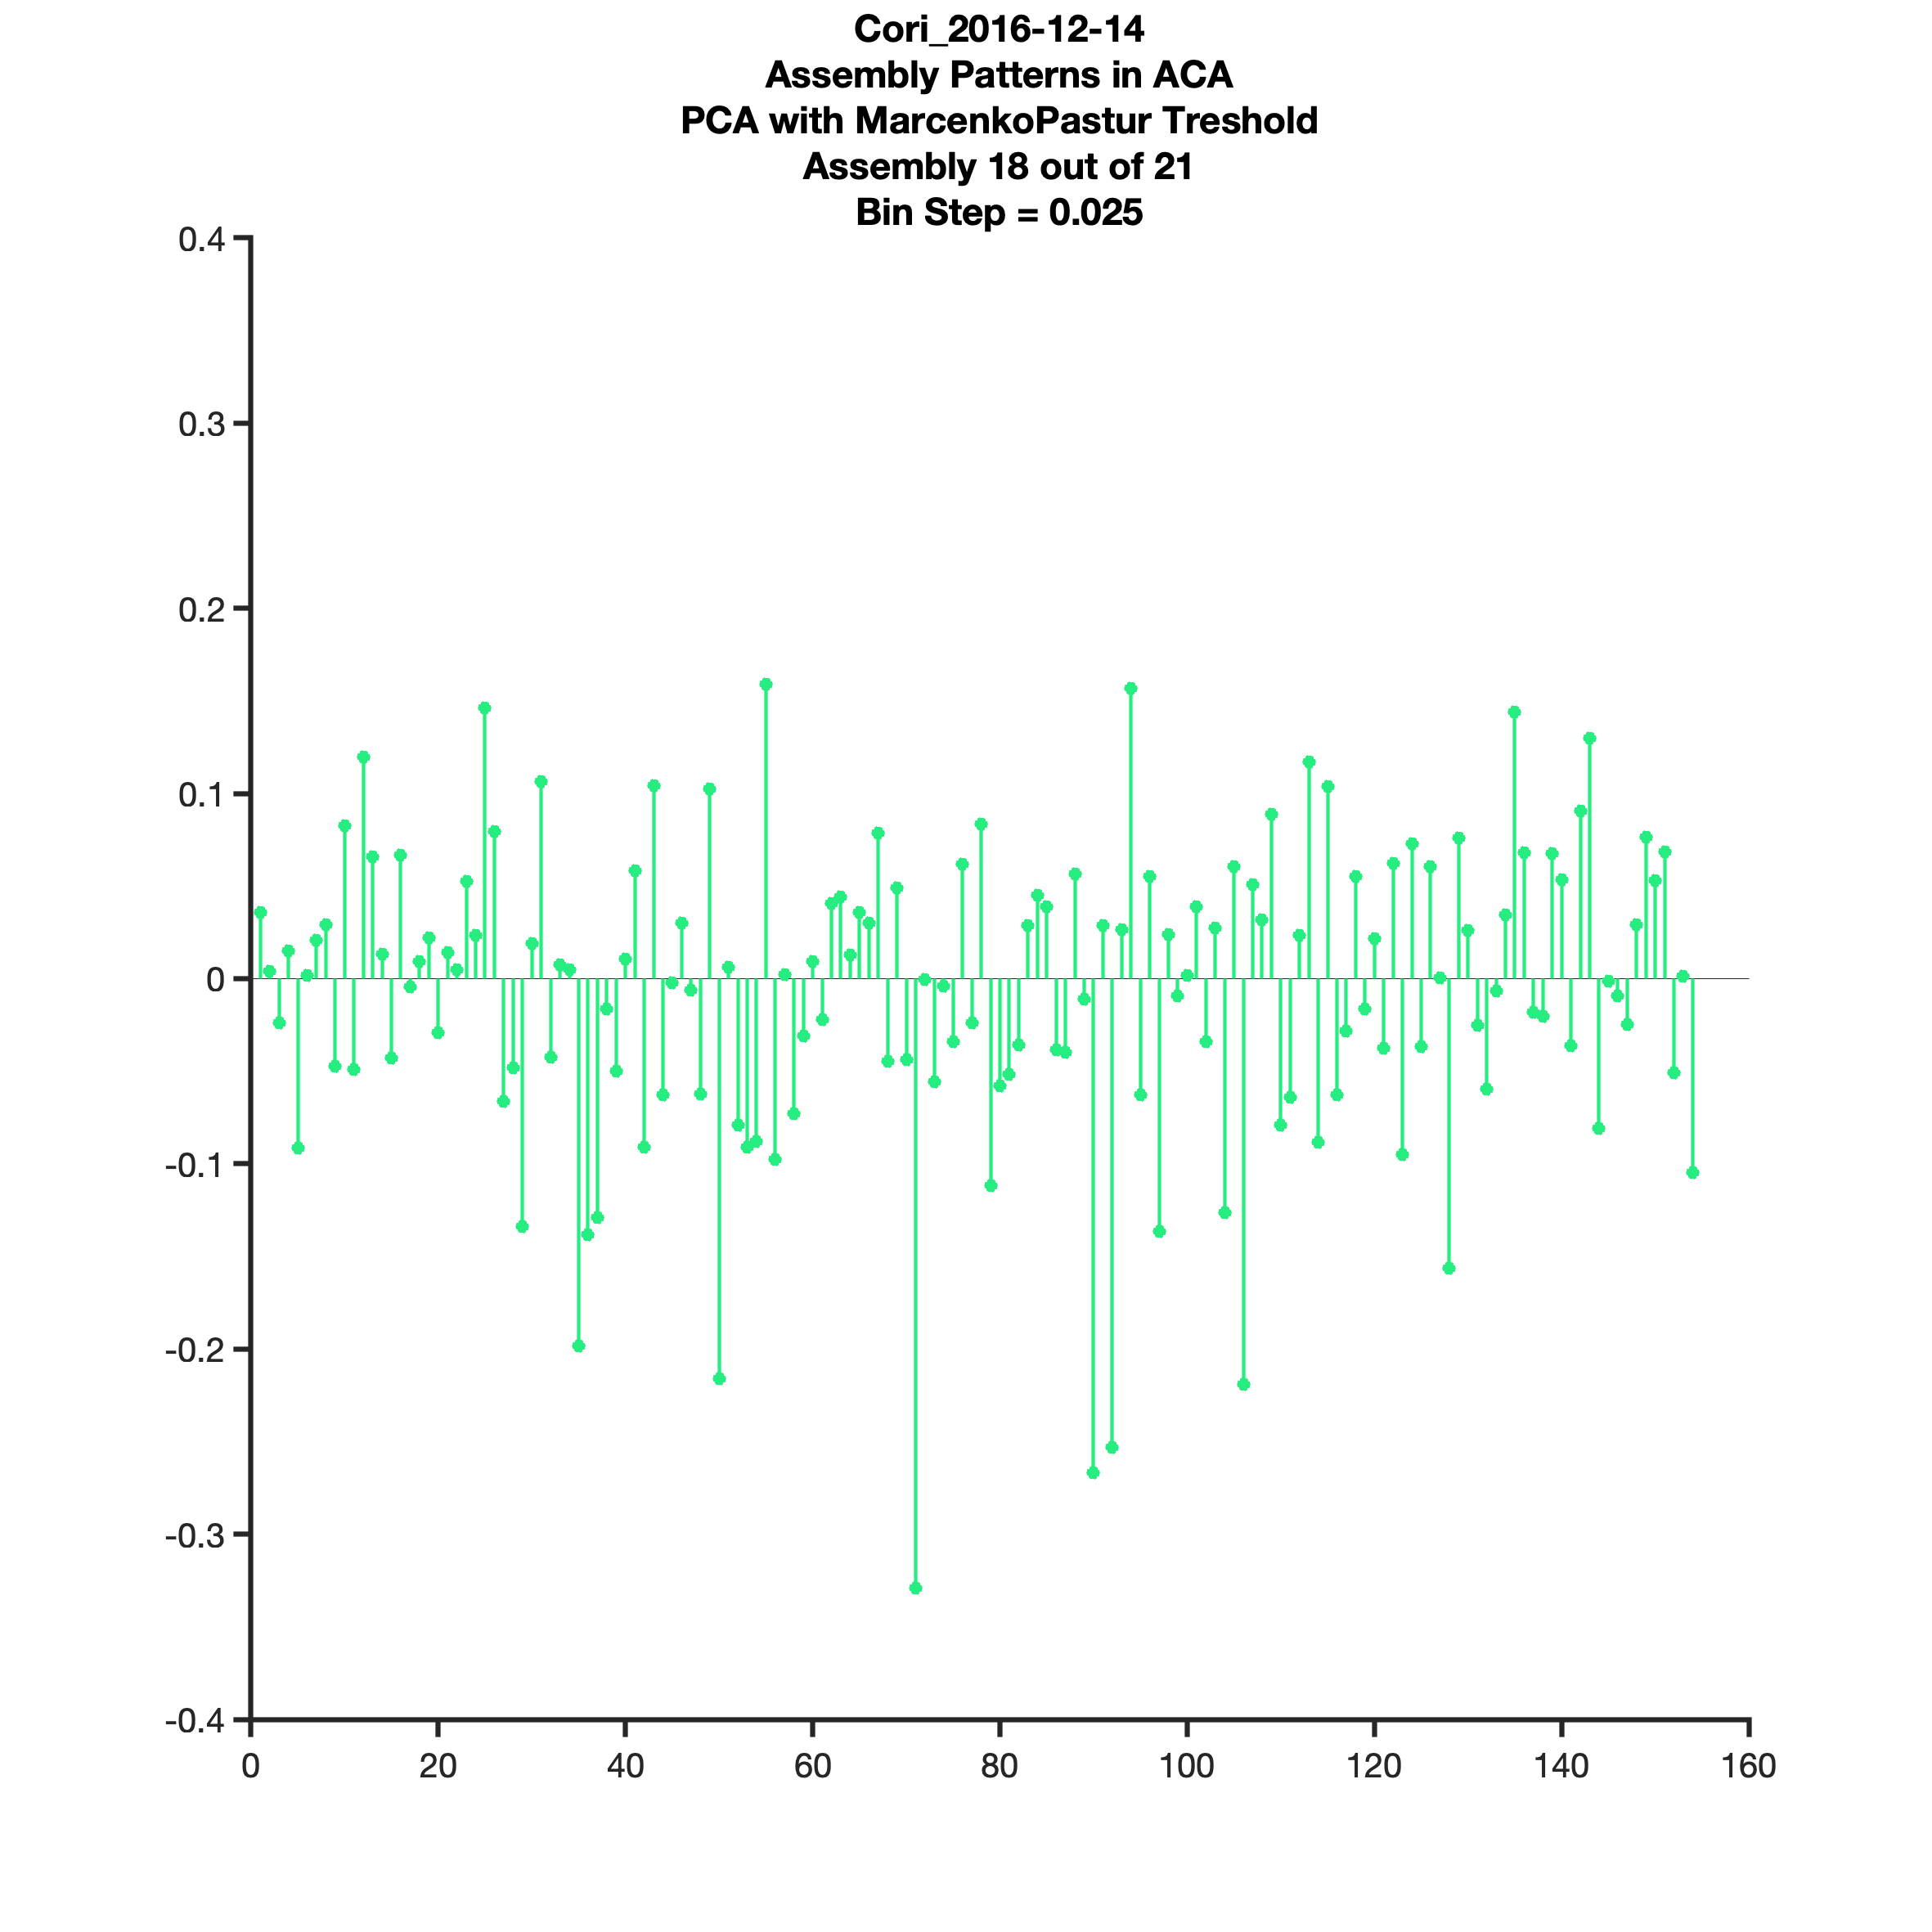 Cori_2016-12-14
Assembly Patterns in ACA
PCA with MarcenkoPastur Treshold
Assembly 18 out of 21
Bin Step = 0.025
0.4
0.3
0.2
0.1
0
-0.1
-0.2
-0.3
-0.4
0 20 40 60 80 100 120 140 160